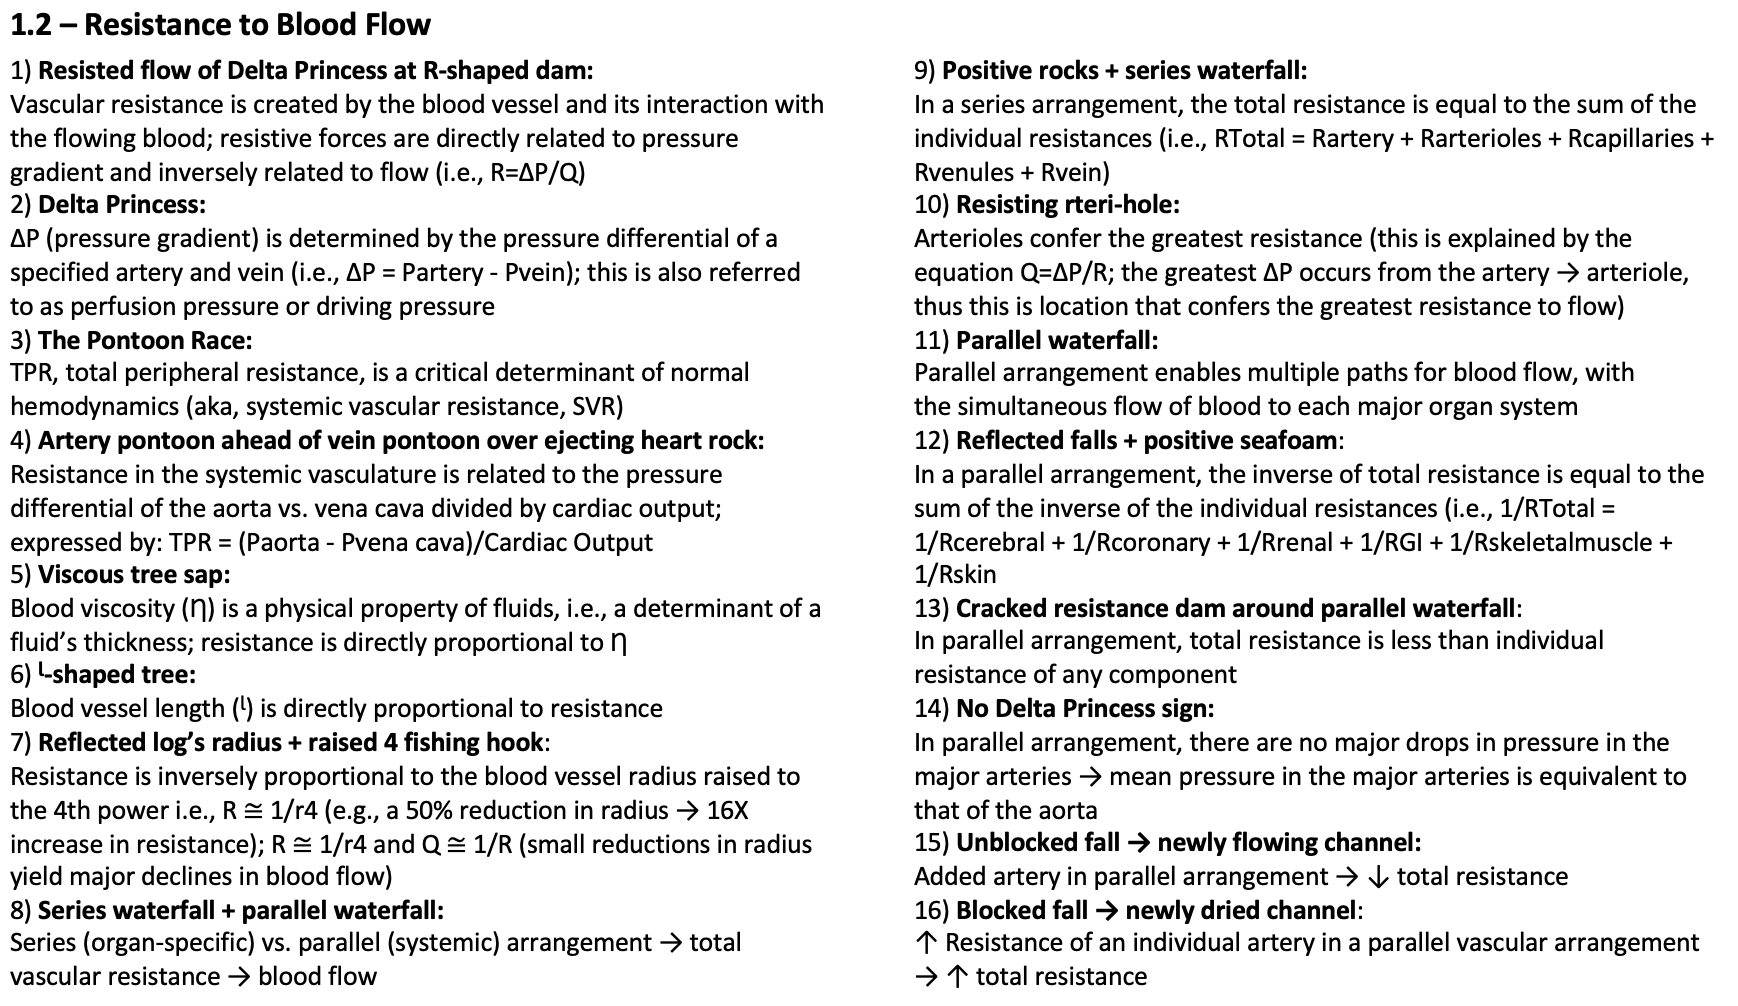 1.2 – Resistance to Blood Flow
1) Resisted flow of Delta Princess at R-shaped dam:
Vascular resistance is created by the blood vessel and its interaction with
the flowing blood; resistive forces are directly related to pressure
gradient and inversely related to flow (i.e., R=ΔP/Q)
2) Delta Princess:
ΔP (pressure gradient) is determined by the pressure differential of a
specified artery and vein (i.e., ΔP = Partery - Pvein); this is also referred
to as perfusion pressure or driving pressure
3) The Pontoon Race:
TPR, total peripheral resistance, is a critical determinant of normal
hemodynamics (aka, systemic vascular resistance, SVR)
4) Artery pontoon ahead of vein pontoon over ejecting heart rock:
Resistance in the systemic vasculature is related to the pressure
differential of the aorta vs. vena cava divided by cardiac output;
expressed by: TPR = (Paorta - Pvena cava)/Cardiac Output
5) Viscous tree sap:
Blood viscosity (Ƞ) is a physical property of fluids, i.e., a determinant of a
fluid’s thickness; resistance is directly proportional to Ƞ
6) ᴸ-shaped tree:
Blood vessel length (ˡ) is directly proportional to resistance
7) Reflected log’s radius + raised 4 fishing hook:
Resistance is inversely proportional to the blood vessel radius raised to
the 4th power i.e., R ≅ 1/r4 (e.g., a 50% reduction in radius → 16X
increase in resistance); R ≅ 1/r4 and Q ≅ 1/R (small reductions in radius
yield major declines in blood flow)
8) Series waterfall + parallel waterfall:
Series (organ-specific) vs. parallel (systemic) arrangement → total
vascular resistance → blood flow
9) Positive rocks + series waterfall:
In a series arrangement, the total resistance is equal to the sum of the
individual resistances (i.e., RTotal = Rartery + Rarterioles + Rcapillaries +
Rvenules + Rvein)
10) Resisting rteri-hole:
Arterioles confer the greatest resistance (this is explained by the
equation Q=ΔP/R; the greatest ΔP occurs from the artery → arteriole,
thus this is location that confers the greatest resistance to flow)
11) Parallel waterfall:
Parallel arrangement enables multiple paths for blood flow, with
the simultaneous flow of blood to each major organ system
12) Reflected falls + positive seafoam:
In a parallel arrangement, the inverse of total resistance is equal to the
sum of the inverse of the individual resistances (i.e., 1/RTotal =
1/Rcerebral + 1/Rcoronary + 1/Rrenal + 1/RGI + 1/Rskeletalmuscle +
1/Rskin
13) Cracked resistance dam around parallel waterfall:
In parallel arrangement, total resistance is less than individual
resistance of any component
14) No Delta Princess sign:
In parallel arrangement, there are no major drops in pressure in the
major arteries → mean pressure in the major arteries is equivalent to
that of the aorta
15) Unblocked fall → newly flowing channel:
Added artery in parallel arrangement → ↓ total resistance
16) Blocked fall → newly dried channel:
↑ Resistance of an individual artery in a parallel vascular arrangement
→ ↑ total resistance